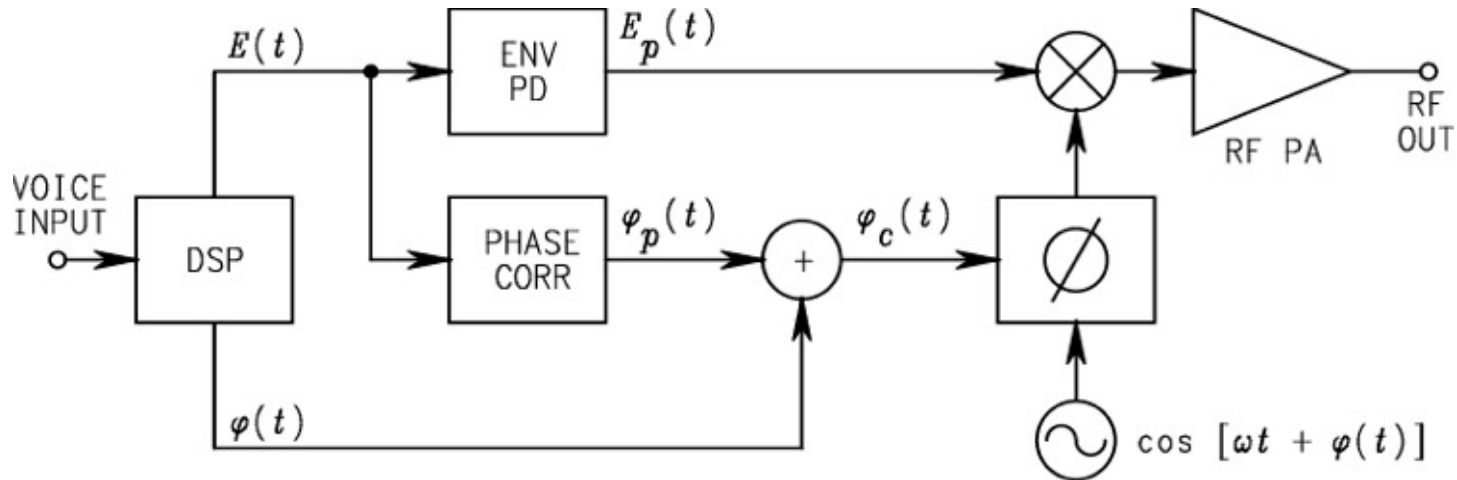 E(t)
ENV
PD
E_p(t)
RF
OUT
RF PA
VOICE
INPUT
DSP
PHASE
CORR
φ_p(t)
+
φ_c(t)
φ(t)
cos [ωt + φ(t)]